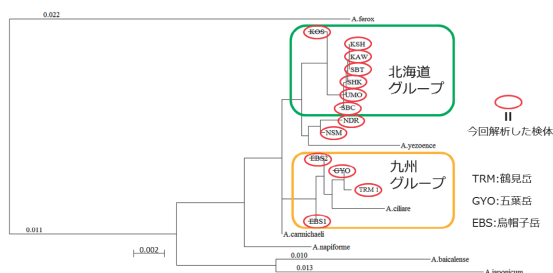 0.022
A.ferox
KOS
KSH
KAW
SBT
SHK
UMO
SBC
北海道
グループ
NDR
NSM
A.yezoence
今回解析した検体
EBS2
GYO
TRM 1
九州
グループ
A.ciliare
EBS1
TRM:鶴見岳
GYO:五葉岳
EBS:烏帽子岳
0.011
A.carmichaeli
0.002
A.napiforme
0.010
A.baicalense
0.013
A.japonicum